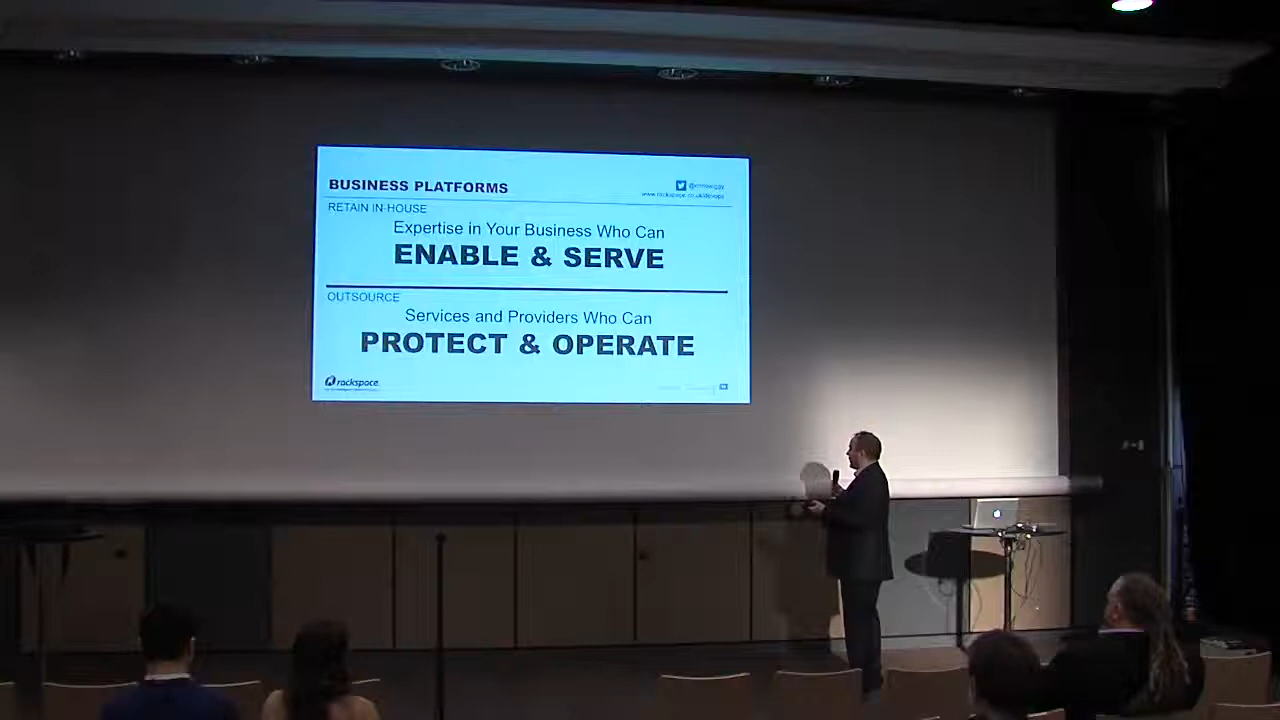 BUSINESS PLATFORMS
RETAIN IN-HOUSE
Expertise in Your Business Who Can
ENABLE & SERVE
OUTSOURCE
Services and Providers Who Can
PROTECT & OPERATE
rackspace